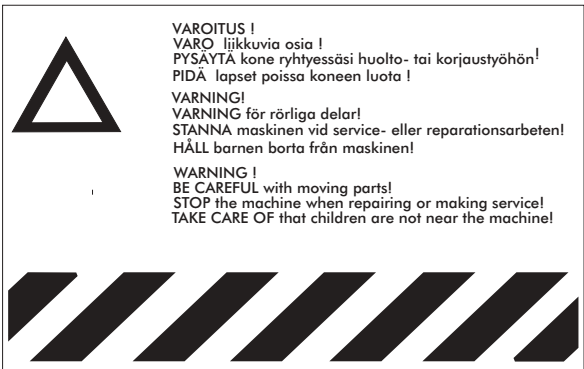 VAROITUS !
VARO liikkuvia osia !
PYSÄYTÄ kone ryhtyessäsi huolto- tai korjaustyöhön!
PIDÄ lapset poissa koneen luota !
VARNING!
VARNING för rörliga delar!
STANNA maskinen vid service- eller reparationsarbeten!
HÅLL barnen borta från maskinen!
WARNING !
BE CAREFUL with moving parts!
STOP the machine when repairing or making service!
TAKE CARE OF that children are not near the machine!